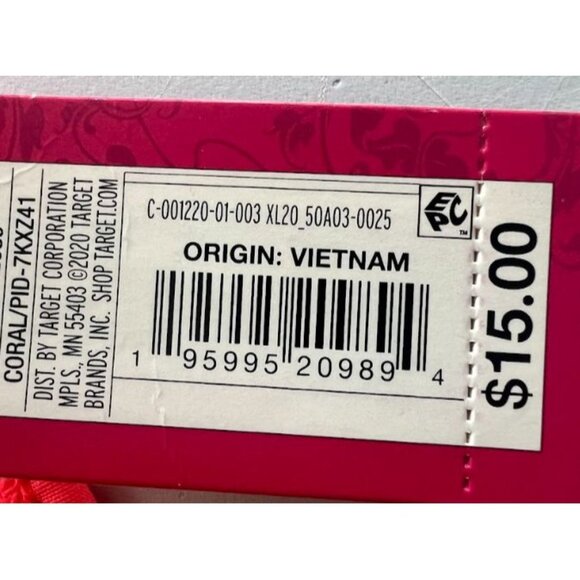 C-001220-01-003 XL20_50A03-0025
EPC
TM
ORIGIN: VIETNAM
1 95995 20989 4
$15.00
CORAL/PID-7KXZ41
DIST. BY TARGET CORPORATION
MPLS., MN 55403 ©2020 TARGET
BRANDS, INC. SHOP TARGET.COM